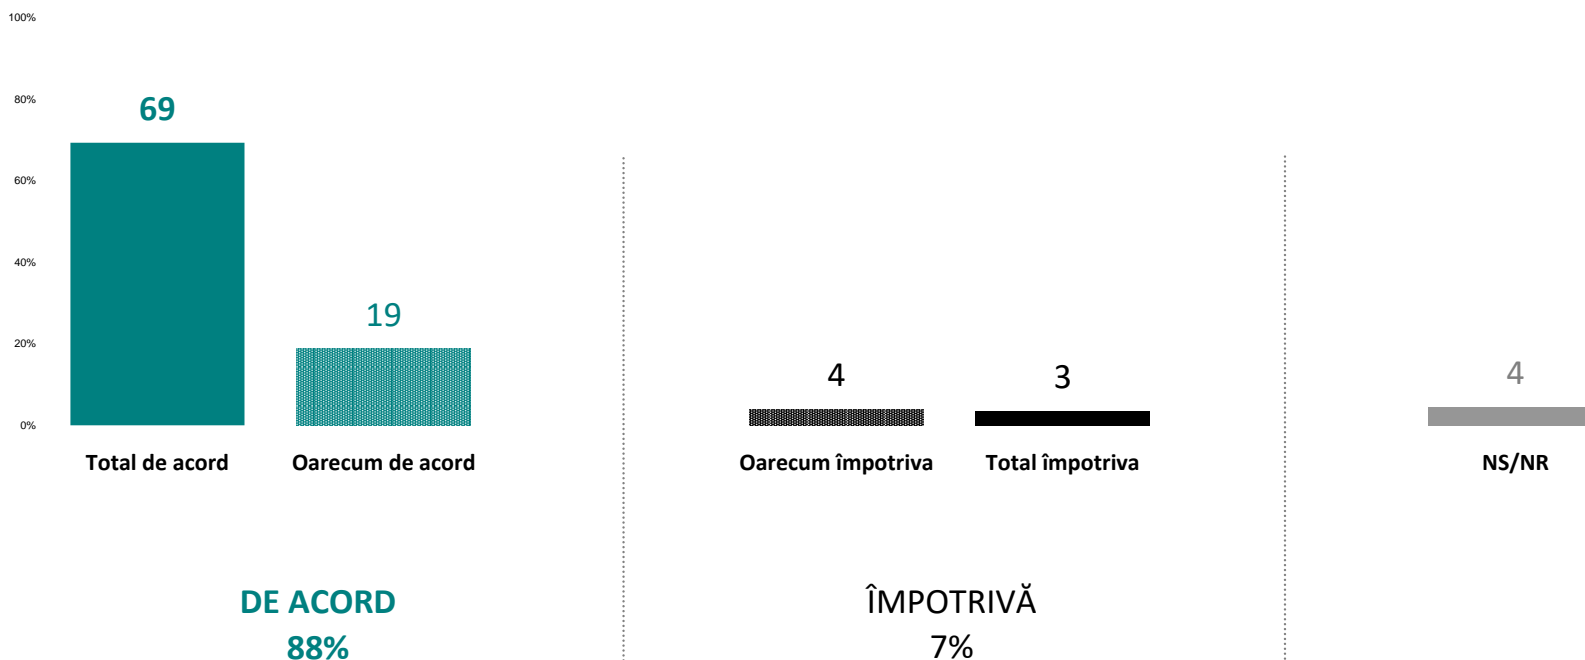 100%
80%
60%
40%
20%
0%
69
19
4
3
4
Total de acord
Oarecum de acord
Oarecum împotriva
Total împotriva
NS/NR
DE ACORD
88%
ÎMPOTRIVĂ
7%